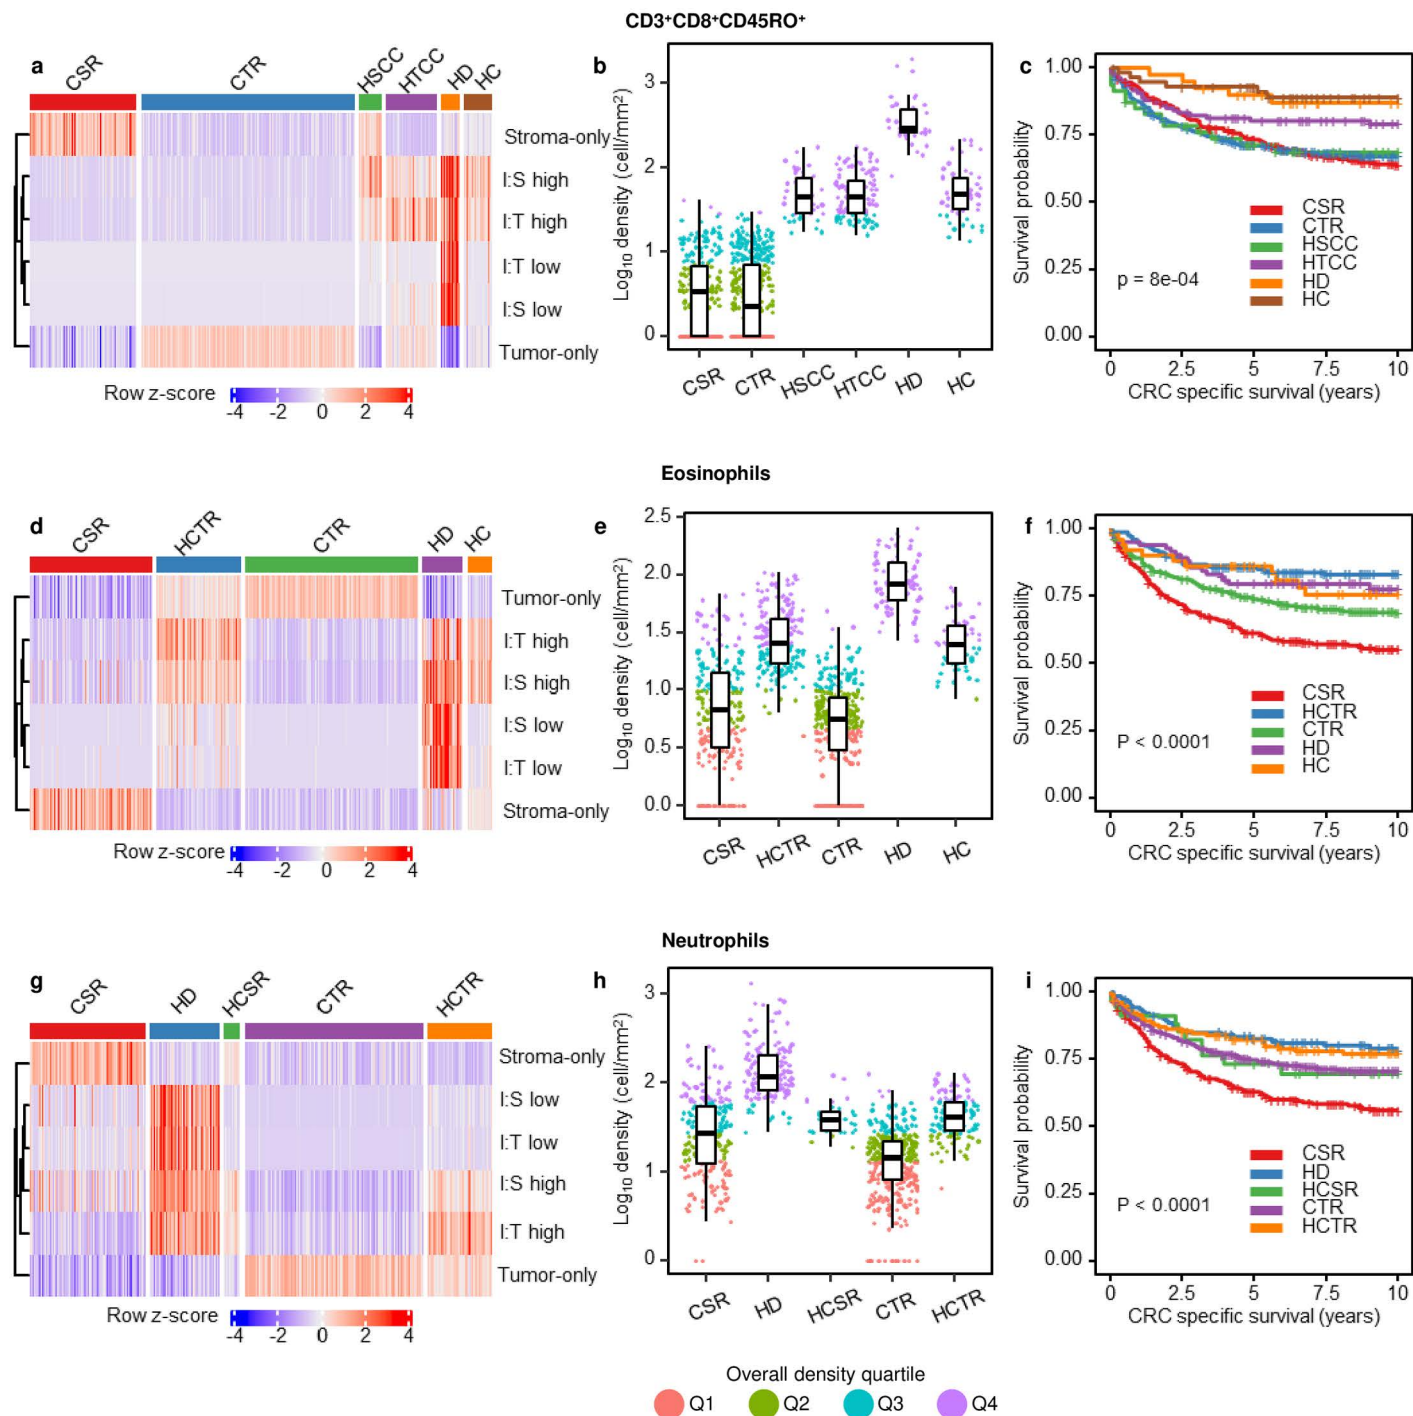 CD3⁺CD8⁺CD45RO⁺
a
CSR
CTR
HSCC
HTCC
HD
HC
Stroma-only
I:S high
I:T high
I:T low
I:S low
Tumor-only
Row z-score
-4 -2 0 2 4
b
Log₁₀ density (cell/mm²)
3
2
1
0
CSR CTR HSCC HTCC HD HC
c
Survival probability
1.00
0.75
0.50
0.25
0.00
CSR
CTR
HSCC
HTCC
HD
HC
p = 8e-04
0 2.5 5 7.5 10
CRC specific survival (years)
Eosinophils
d
CSR
HCTR
CTR
HD
HC
Tumor-only
I:T high
I:S high
I:S low
I:T low
Stroma-only
Row z-score
-4 -2 0 2 4
e
Log₁₀ density (cell/mm²)
2.5
2.0
1.5
1.0
0.5
0.0
CSR HCTR CTR HD HC
f
Survival probability
1.00
0.75
0.50
0.25
0.00
CSR
HCTR
CTR
HD
HC
P < 0.0001
0 2.5 5 7.5 10
CRC specific survival (years)
Neutrophils
g
CSR
HD
HCSR
CTR
HCTR
Stroma-only
I:S low
I:T low
I:S high
I:T high
Tumor-only
Row z-score
-4 -2 0 2 4
h
Log₁₀ density (cell/mm²)
3
2
1
0
CSR HD HCSR CTR HCTR
i
Survival probability
1.00
0.75
0.50
0.25
0.00
CSR
HD
HCSR
CTR
HCTR
P < 0.0001
0 2.5 5 7.5 10
CRC specific survival (years)
Overall density quartile
Q1 Q2 Q3 Q4